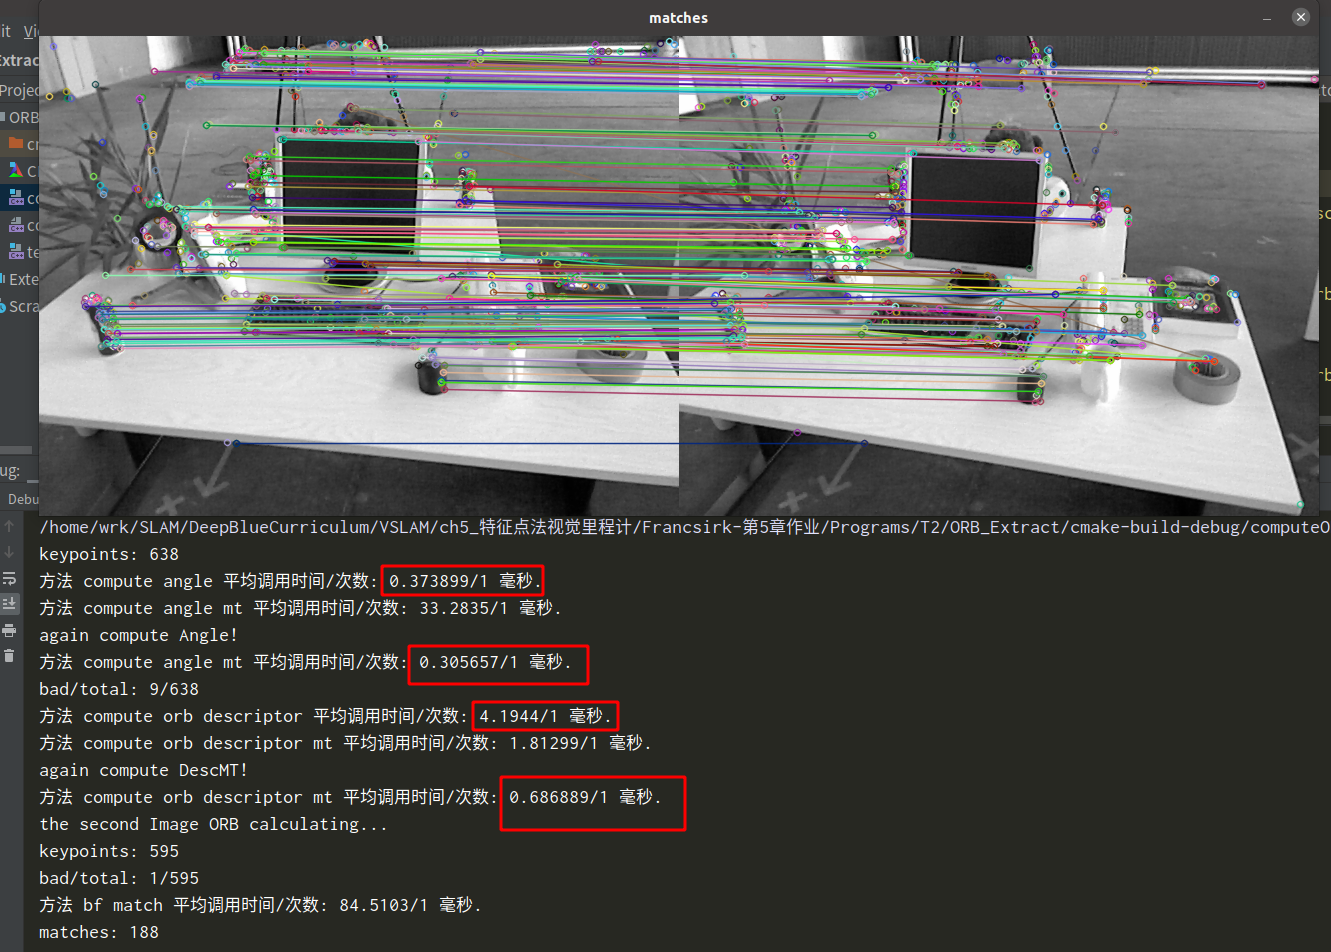 matches
it Vi
Extrac
Projec
ORB
cr
C
co
co
te
Exte
Scra
ug:
Debu
/home/wrk/SLAM/DeepBlueCurriculum/VSLAM/ch5_特征点法视觉里程计/Francsirk-第5章作业/Programs/T2/ORB_Extract/cmake-build-debug/computeO
keypoints: 638
方法 compute angle 平均调用时间/次数: 0.373899/1 毫秒.
方法 compute angle mt 平均调用时间/次数: 33.2835/1 毫秒.
again compute Angle!
方法 compute angle mt 平均调用时间/次数: 0.305657/1 毫秒.
bad/total: 9/638
方法 compute orb descriptor 平均调用时间/次数: 4.1944/1 毫秒.
方法 compute orb descriptor mt 平均调用时间/次数: 1.81299/1 毫秒.
again compute DescMT!
方法 compute orb descriptor mt 平均调用时间/次数: 0.686889/1 毫秒.
the second Image ORB calculating...
keypoints: 595
bad/total: 1/595
方法 bf match 平均调用时间/次数: 84.5103/1 毫秒.
matches: 188